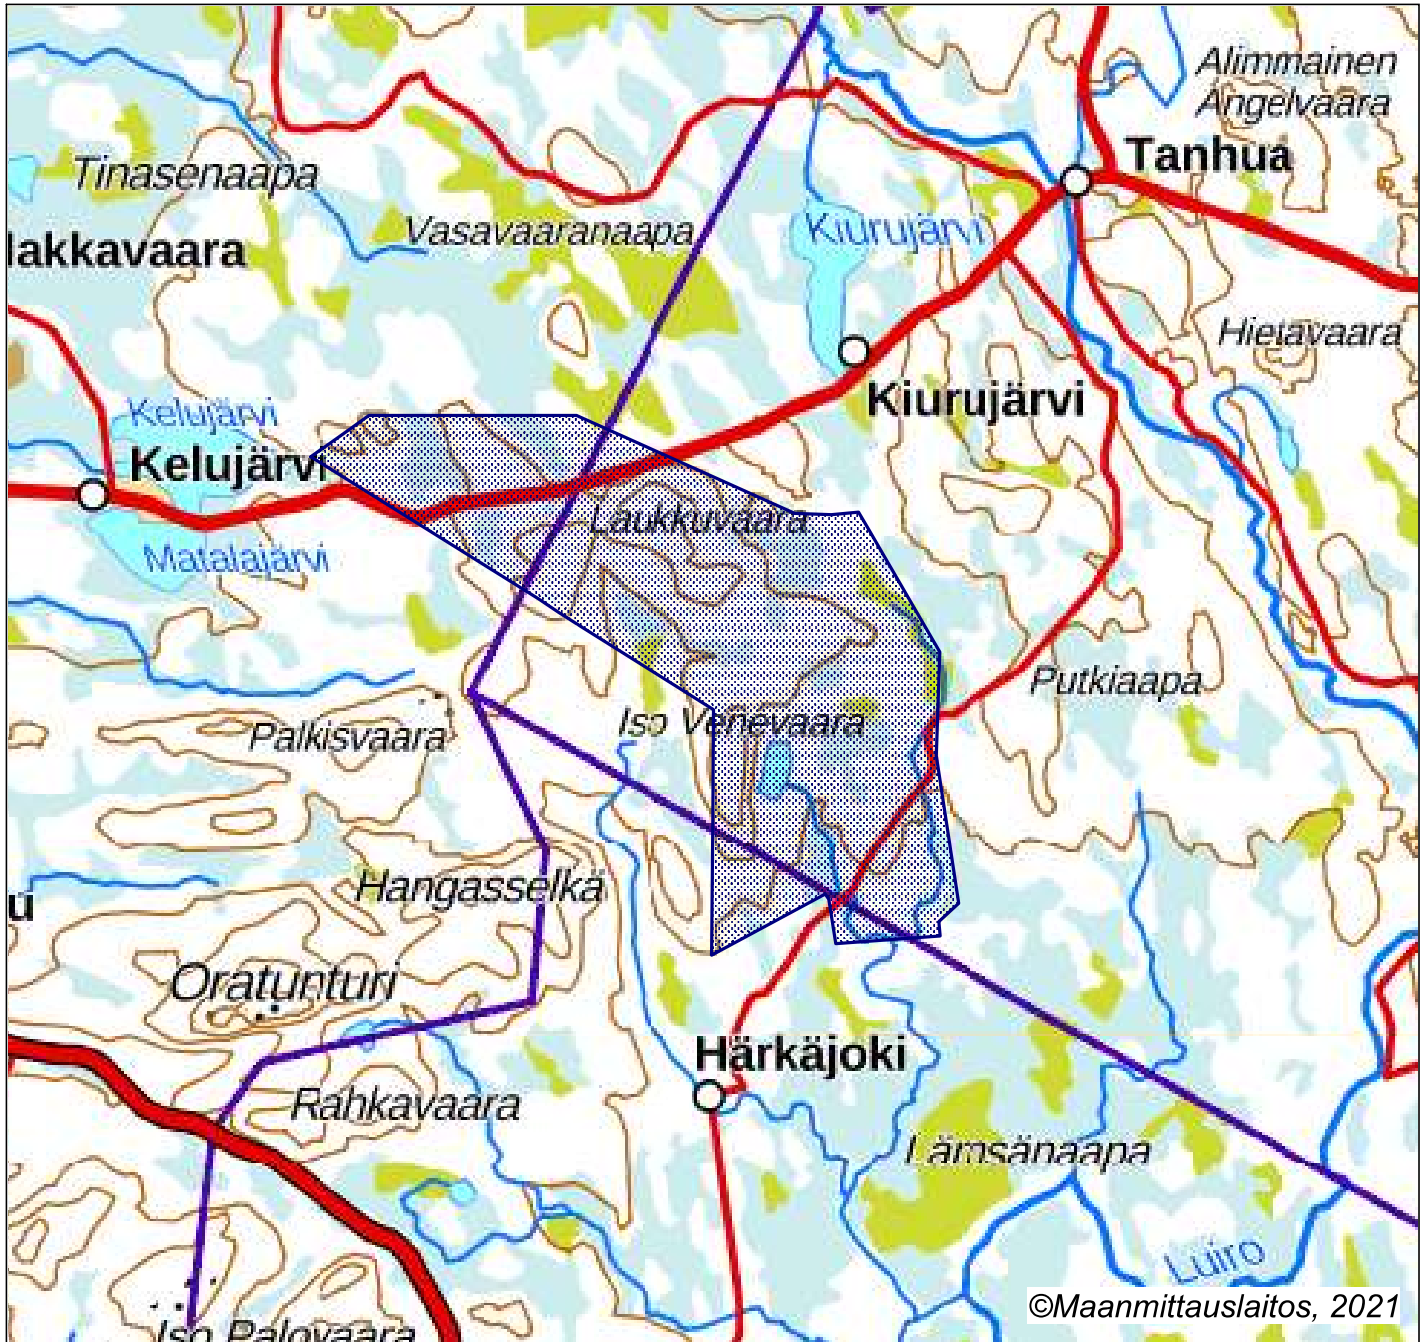 Alimmainen
Angelvaara
Tanhua
Tinasenaapa
Vasavaaranaapa
Kiurujärvi
lakkavaara
Hietavaara
Kiurujärvi
Kelujärvi
Kelujärvi
Laukkuvaara
Matalajärvi
Putkiaapa
Iso Venevaara
Palkisvaara
Hangasselkä
Oratunturi
Härkäjoki
Rahkavaara
Lämsänaapa
Luiro
©Maanmittauslaitos, 2021
Iso Palovaara